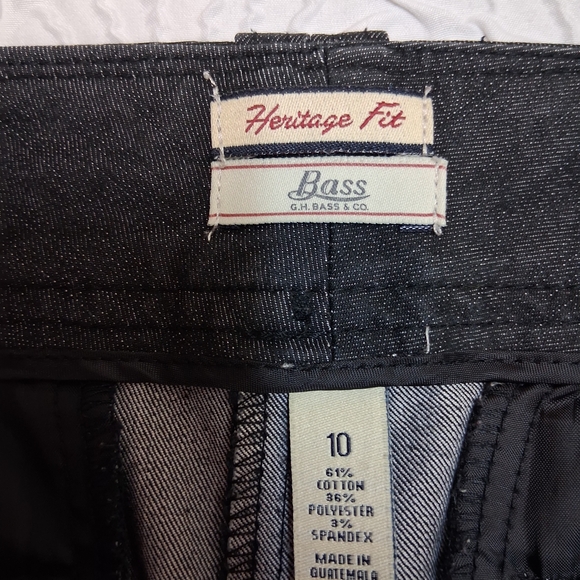 Heritage Fit
Bass
G.H. BASS & CO.
10
61%
COTTON
36%
POLYESTER
3%
SPANDEX
MADE IN
GUATEMALA